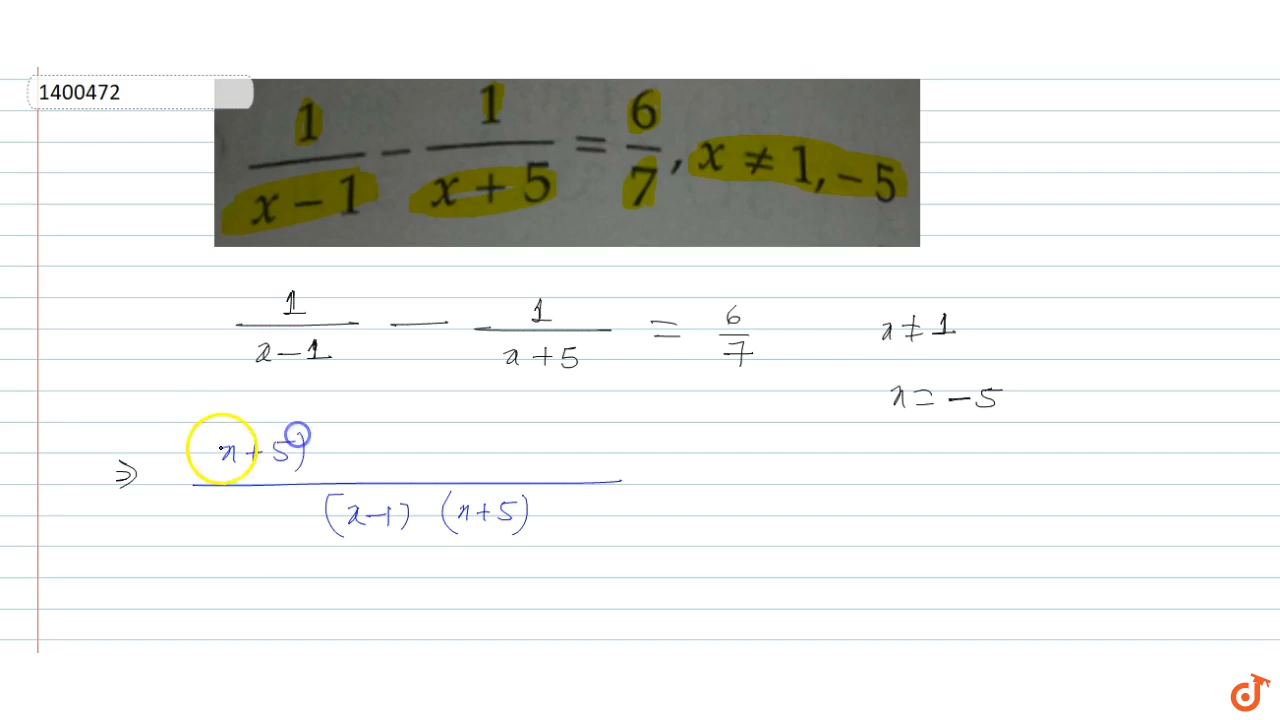 1400472
1/(x − 1) − 1/(x + 5) = 6/7, x ≠ 1, − 5
1/(x − 1) — 1/(x + 5) = 6/7 x ≠ 1
x = − 5
⇒ x + 5) / (x − 1) (x + 5)